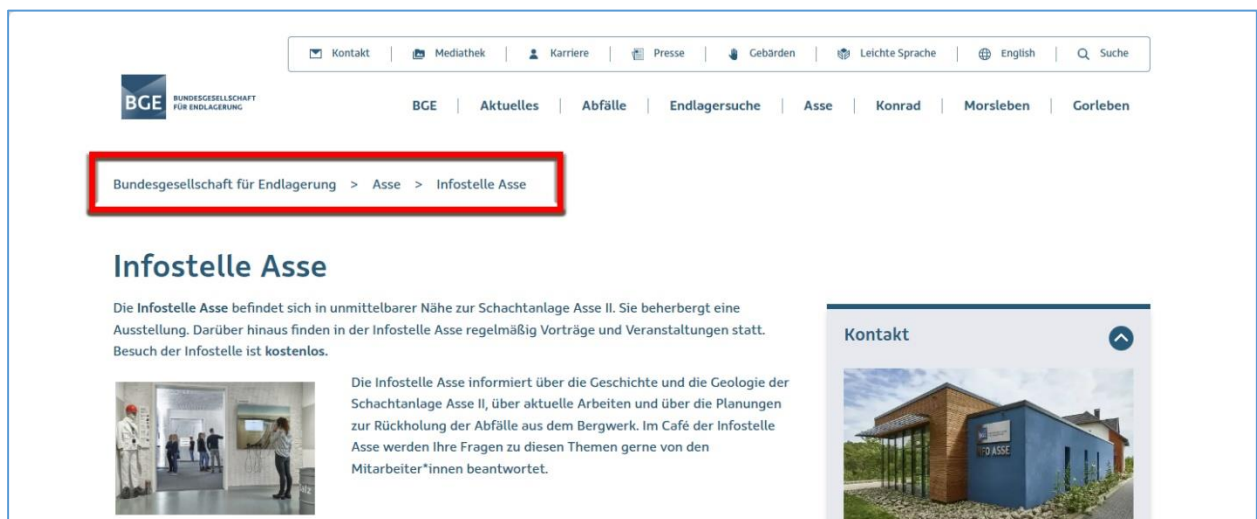 Kontakt | Mediathek | Karriere | Presse | Gebärden | Leichte Sprache | English | Suche
BGE BUNDESGESELLSCHAFT
FÜR ENDLAGERUNG
BGE | Aktuelles | Abfälle | Endlagersuche | Asse | Konrad | Morsleben | Gorleben
Bundesgesellschaft für Endlagerung > Asse > Infostelle Asse
Infostelle Asse
Die Infostelle Asse befindet sich in unmittelbarer Nähe zur Schachtanlage Asse II. Sie beherbergt eine
Ausstellung. Darüber hinaus finden in der Infostelle Asse regelmäßig Vorträge und Veranstaltungen statt.
Besuch der Infostelle ist kostenlos.
Die Infostelle Asse informiert über die Geschichte und die Geologie der
Schachtanlage Asse II, über aktuelle Arbeiten und über die Planungen
zur Rückholung der Abfälle aus dem Bergwerk. Im Café der Infostelle
Asse werden Ihre Fragen zu diesen Themen gerne von den
Mitarbeiter*innen beantwortet.
Kontakt
BGE
INFO ASSE